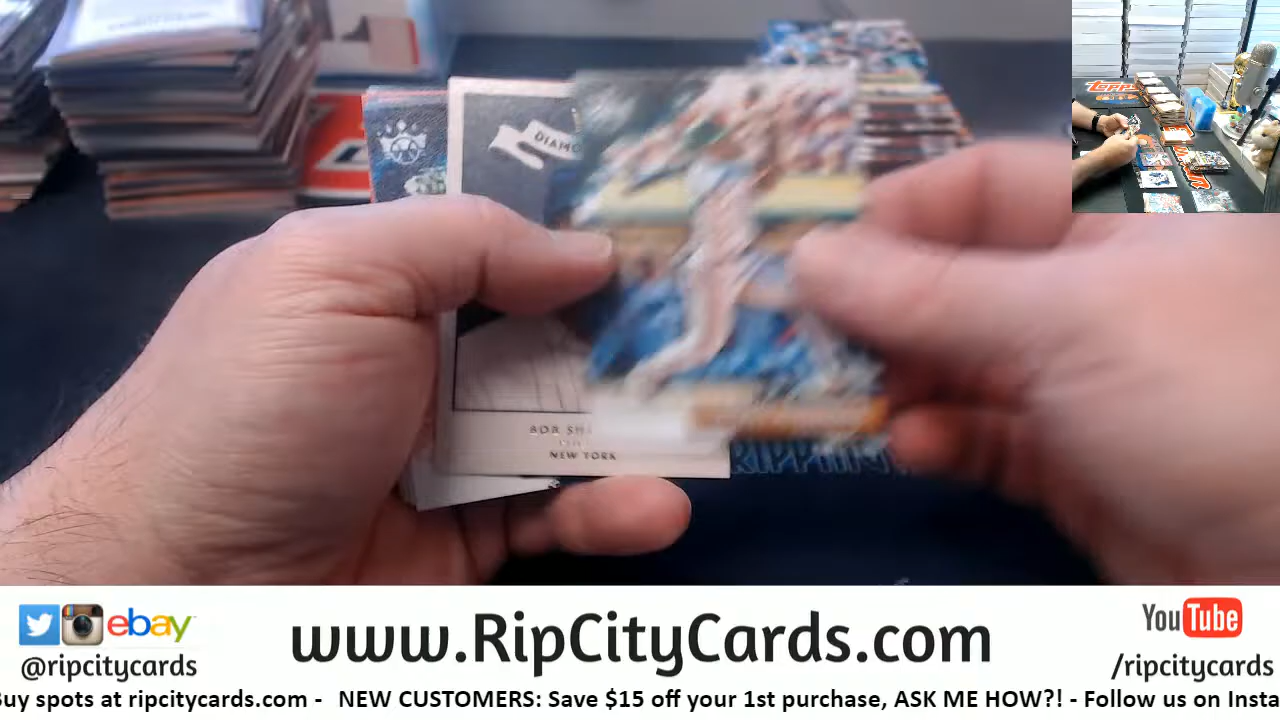 DIAMO
BOB SH
NEW YORK
RIPPIN
ebay
@ripcitycards
www.RipCityCards.com
YouTube
/ripcitycards
Buy spots at ripcitycards.com - NEW CUSTOMERS: Save $15 off your 1st purchase, ASK ME HOW?! - Follow us on Insta